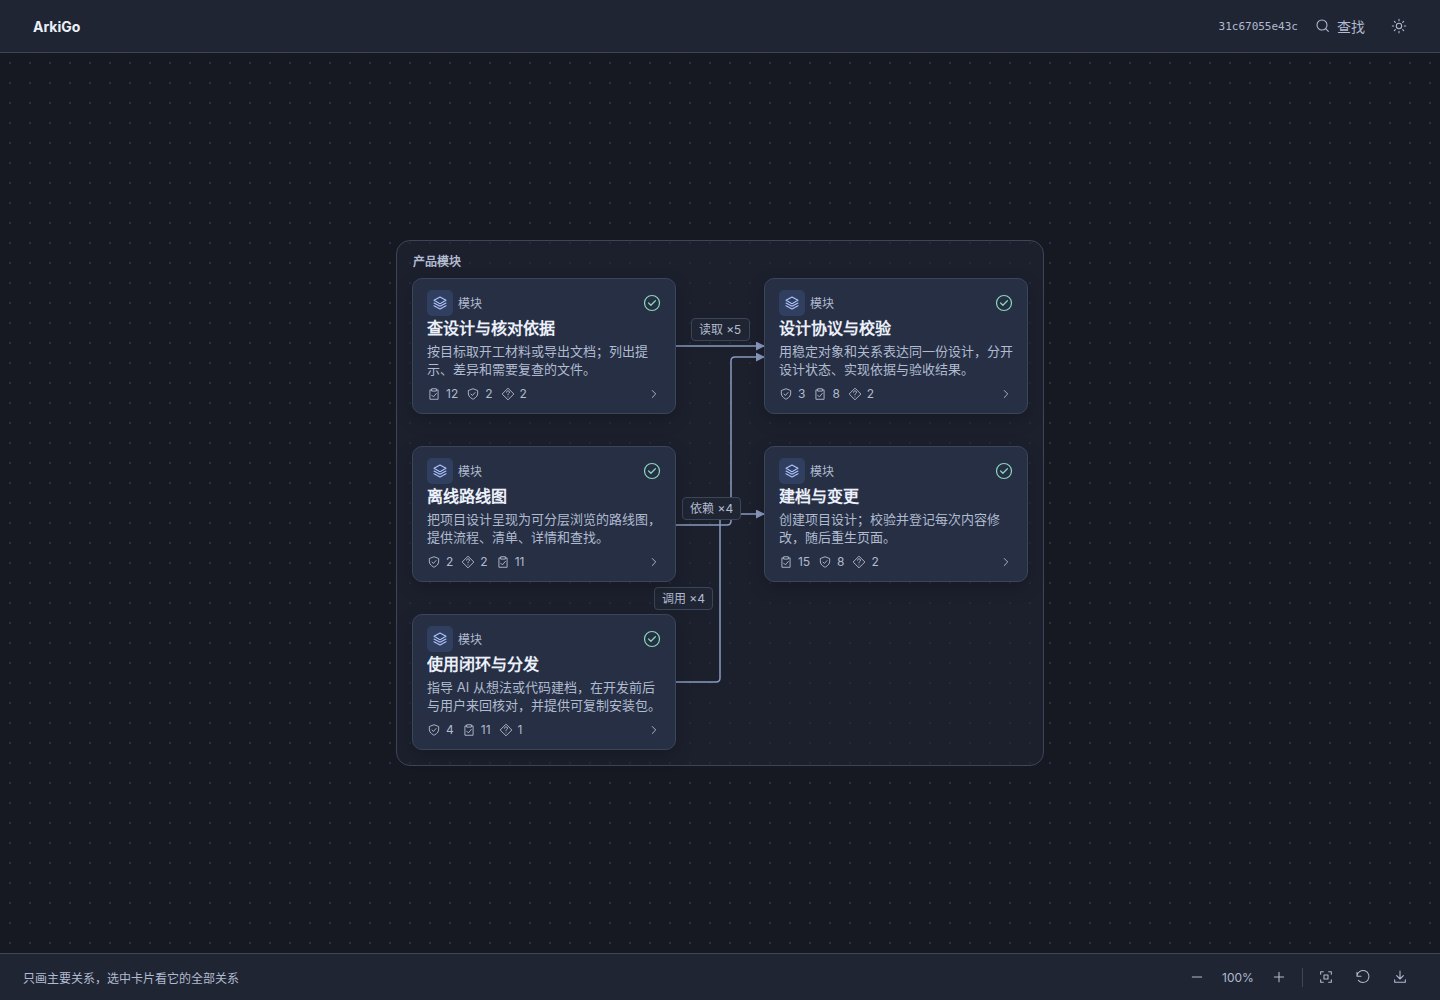 ArkiGo
31c67055e43c
查找
产品模块
模块
查设计与核对依据
按目标取开工材料或导出文档；列出提
示、差异和需要复查的文件。
12 2 2
读取 ×5
模块
设计协议与校验
用稳定对象和关系表达同一份设计，分开
设计状态、实现依据与验收结果。
3 8 2
模块
离线路线图
把项目设计呈现为可分层浏览的路线图，
提供流程、清单、详情和查找。
2 2 11
依赖 ×4
模块
建档与变更
创建项目设计；校验并登记每次内容修
改，随后重生页面。
15 8 2
调用 ×4
模块
使用闭环与分发
指导 AI 从想法或代码建档，在开发前后
与用户来回核对，并提供可复制安装包。
4 11 1
只画主要关系，选中卡片看它的全部关系
100%